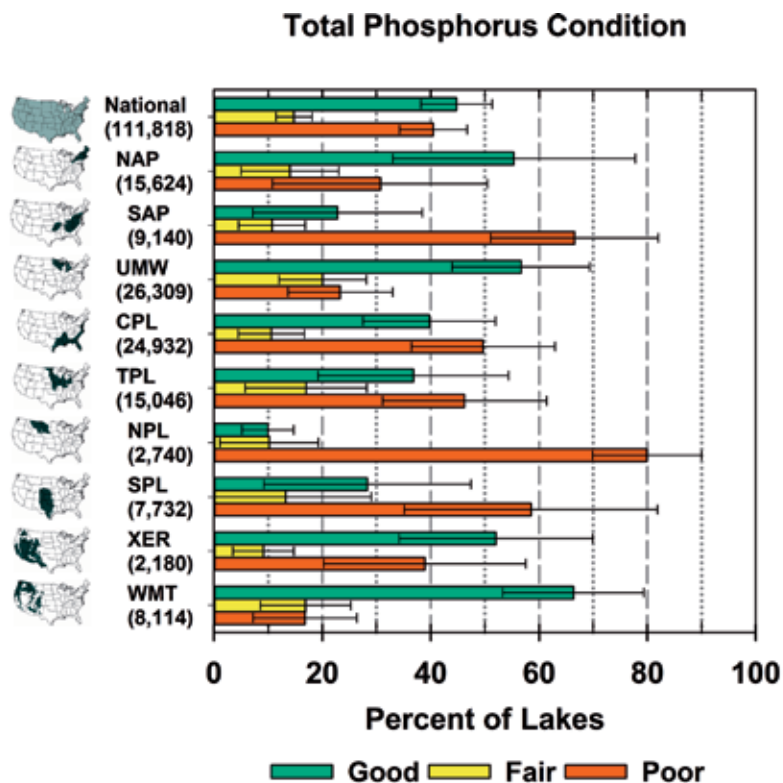 Total Phosphorus Condition
National
(111,818)
NAP
(15,624)
SAP
(9,140)
UMW
(26,309)
CPL
(24,932)
TPL
(15,046)
NPL
(2,740)
SPL
(7,732)
XER
(2,180)
WMT
(8,114)
0 20 40 60 80 100
Percent of Lakes
Good Fair Poor